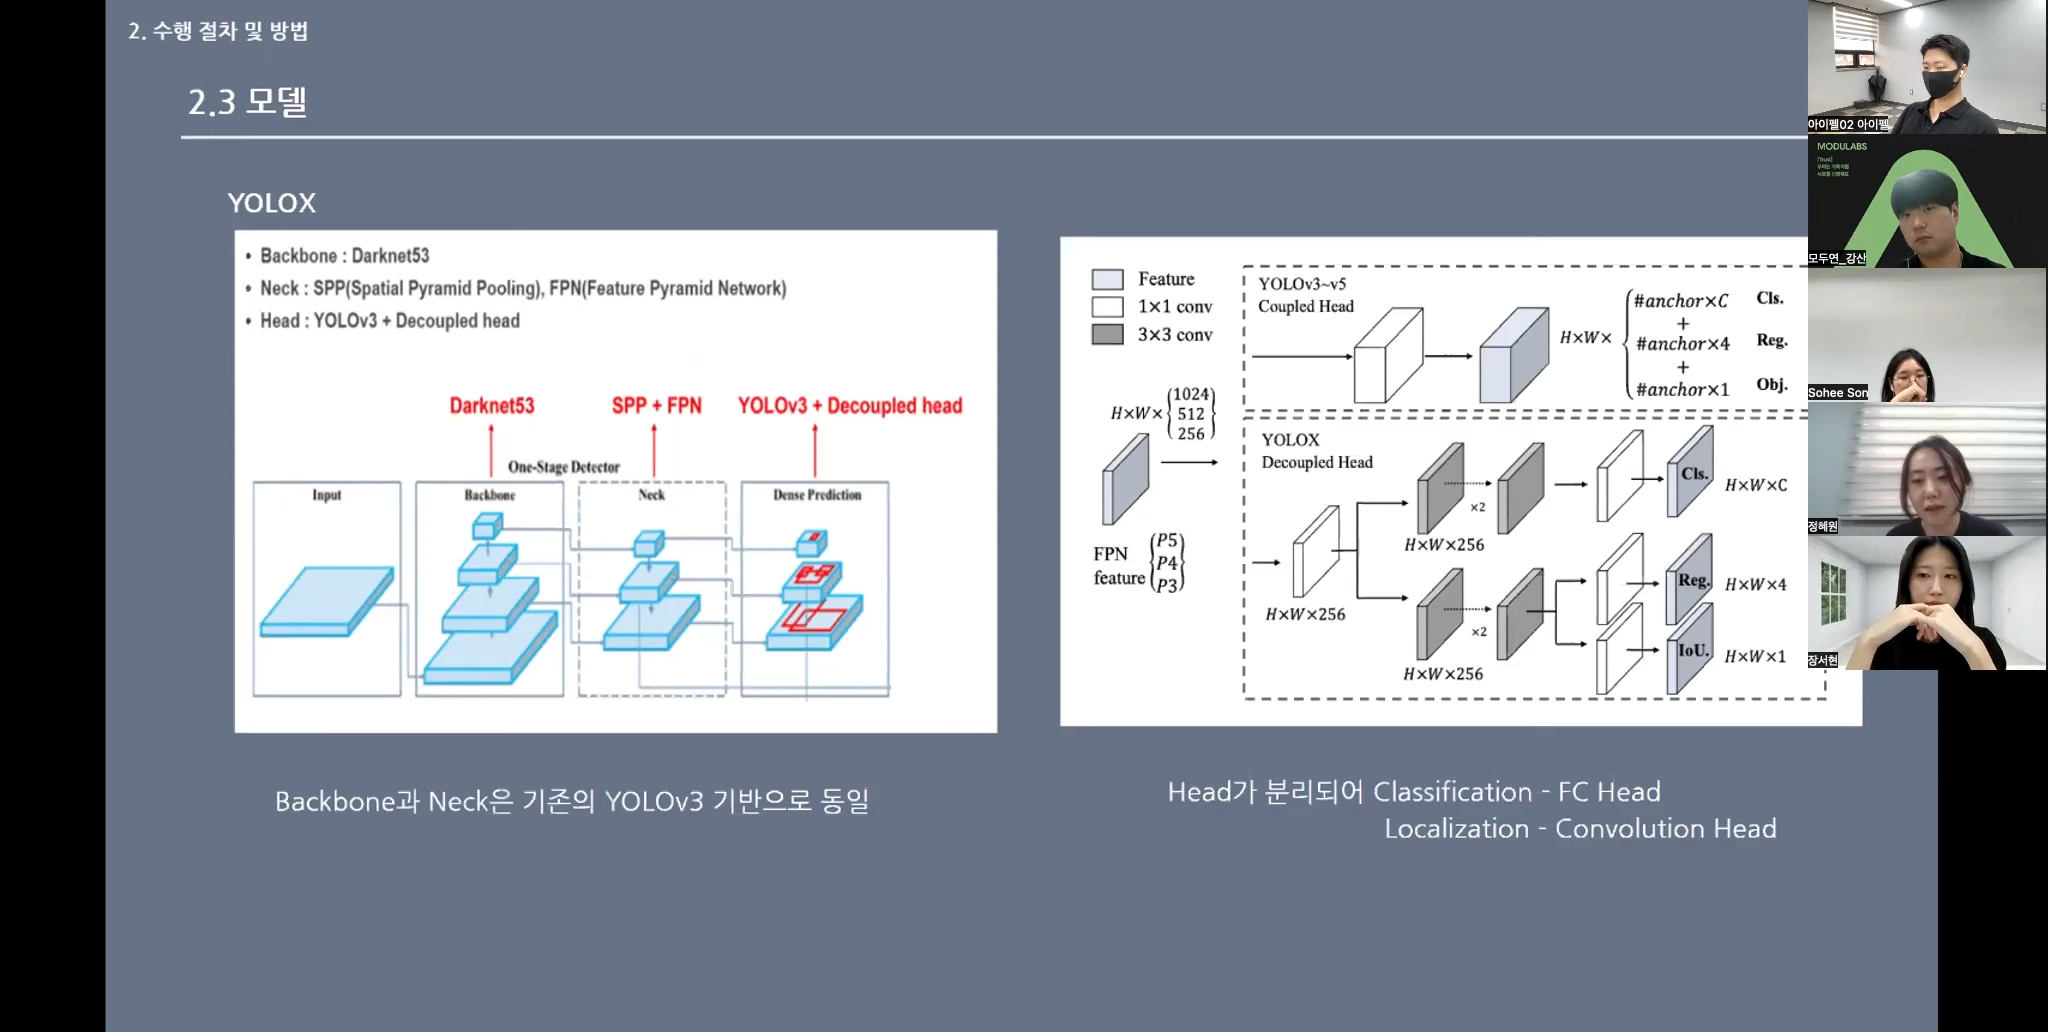 2. 수행 절차 및 방법
2.3 모델
YOLOX
• Backbone : Darknet53
• Neck : SPP(Spatial Pyramid Pooling), FPN(Feature Pyramid Network)
• Head : YOLOv3 + Decoupled head
Darknet53
SPP + FPN
YOLOv3 + Decoupled head
One-Stage Detector
Input
Backbone
Neck
Dense Prediction
Backbone과 Neck은 기존의 YOLOv3 기반으로 동일
Feature
1×1 conv
3×3 conv
H×W×{1024
512
256}
FPN
feature
{P5
P4
P3}
YOLOv3~v5
Coupled Head
H×W×
#anchor×C Cls.
+
#anchor×4 Reg.
+
#anchor×1 Obj.
YOLOX
Decoupled Head
H×W×256
×2
H×W×256
Cls.
H×W×C
×2
H×W×256
Reg.
H×W×4
IoU.
H×W×1
Head가 분리되어 Classification - FC Head
Localization - Convolution Head
아이펠02 아이펠
MODULABS
[Trust]
모두연_강산
Sohee Son
정혜원
장서현